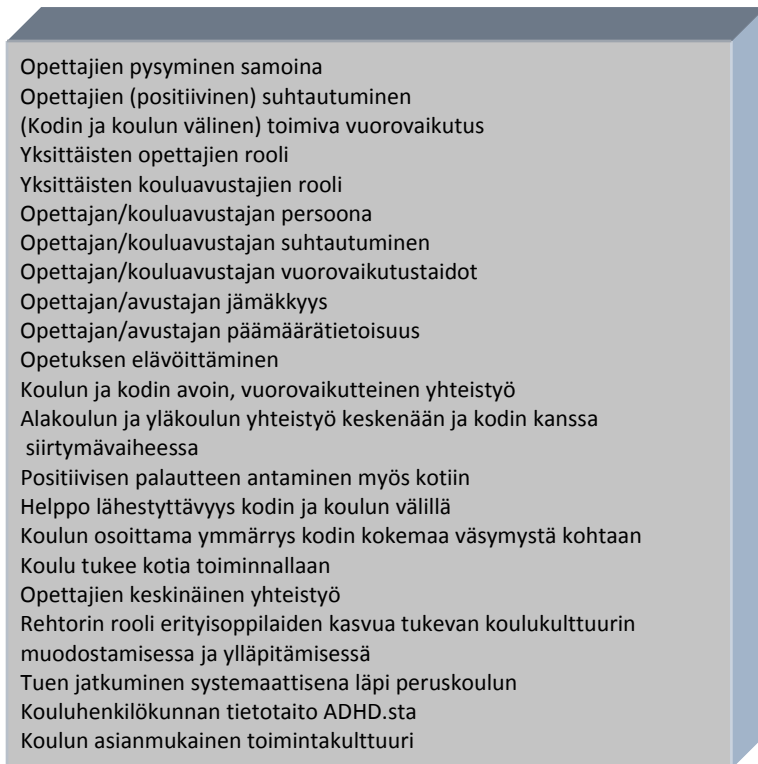 Opettajien pysyminen samoina
Opettajien (positiivinen) suhtautuminen
(Kodin ja koulun välinen) toimiva vuorovaikutus
Yksittäisten opettajien rooli
Yksittäisten kouluavustajien rooli
Opettajan/kouluavustajan persoona
Opettajan/kouluavustajan suhtautuminen
Opettajan/kouluavustajan vuorovaikutustaidot
Opettajan/avustajan jämäkkyys
Opettajan/avustajan päämäärätietoisuus
Opetuksen elävöittäminen
Koulun ja kodin avoin, vuorovaikutteinen yhteistyö
Alakoulun ja yläkoulun yhteistyö keskenään ja kodin kanssa
siirtymävaiheessa
Positiivisen palautteen antaminen myös kotiin
Helppo lähestyttävyys kodin ja koulun välillä
Koulun osoittama ymmärrys kodin kokemaa väsymystä kohtaan
Koulu tukee kotia toiminnallaan
Opettajien keskinäinen yhteistyö
Rehtorin rooli erityisoppilaiden kasvua tukevan koulukulttuurin
muodostamisessa ja ylläpitämisessä
Tuen jatkuminen systemaattisena läpi peruskoulun
Kouluhenkilökunnan tietotaito ADHD.sta
Koulun asianmukainen toimintakulttuuri